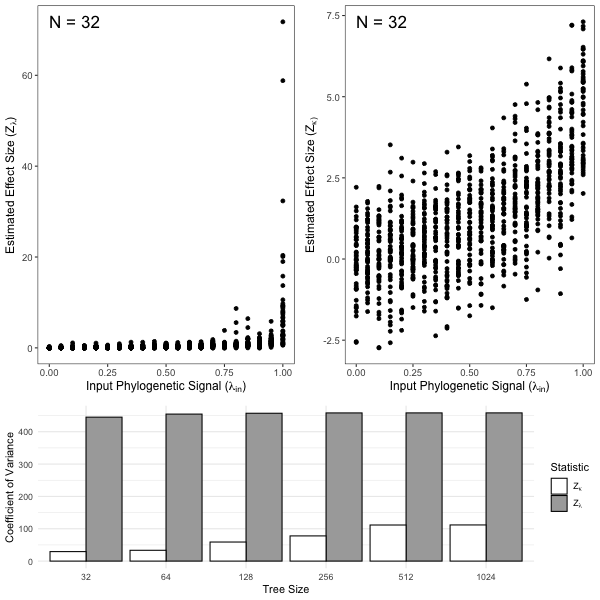 N = 32
Estimated Effect Size (Zλ)
60
40
20
0
0.00 0.25 0.50 0.75 1.00
Input Phylogenetic Signal (λin)
N = 32
Estimated Effect Size (Zκ)
7.5
5.0
2.5
0.0
-2.5
0.00 0.25 0.50 0.75 1.00
Input Phylogenetic Signal (λin)
Coefficient of Variance
400
300
200
100
0
32 64 128 256 512 1024
Tree Size
Statistic
Zκ
Zλ